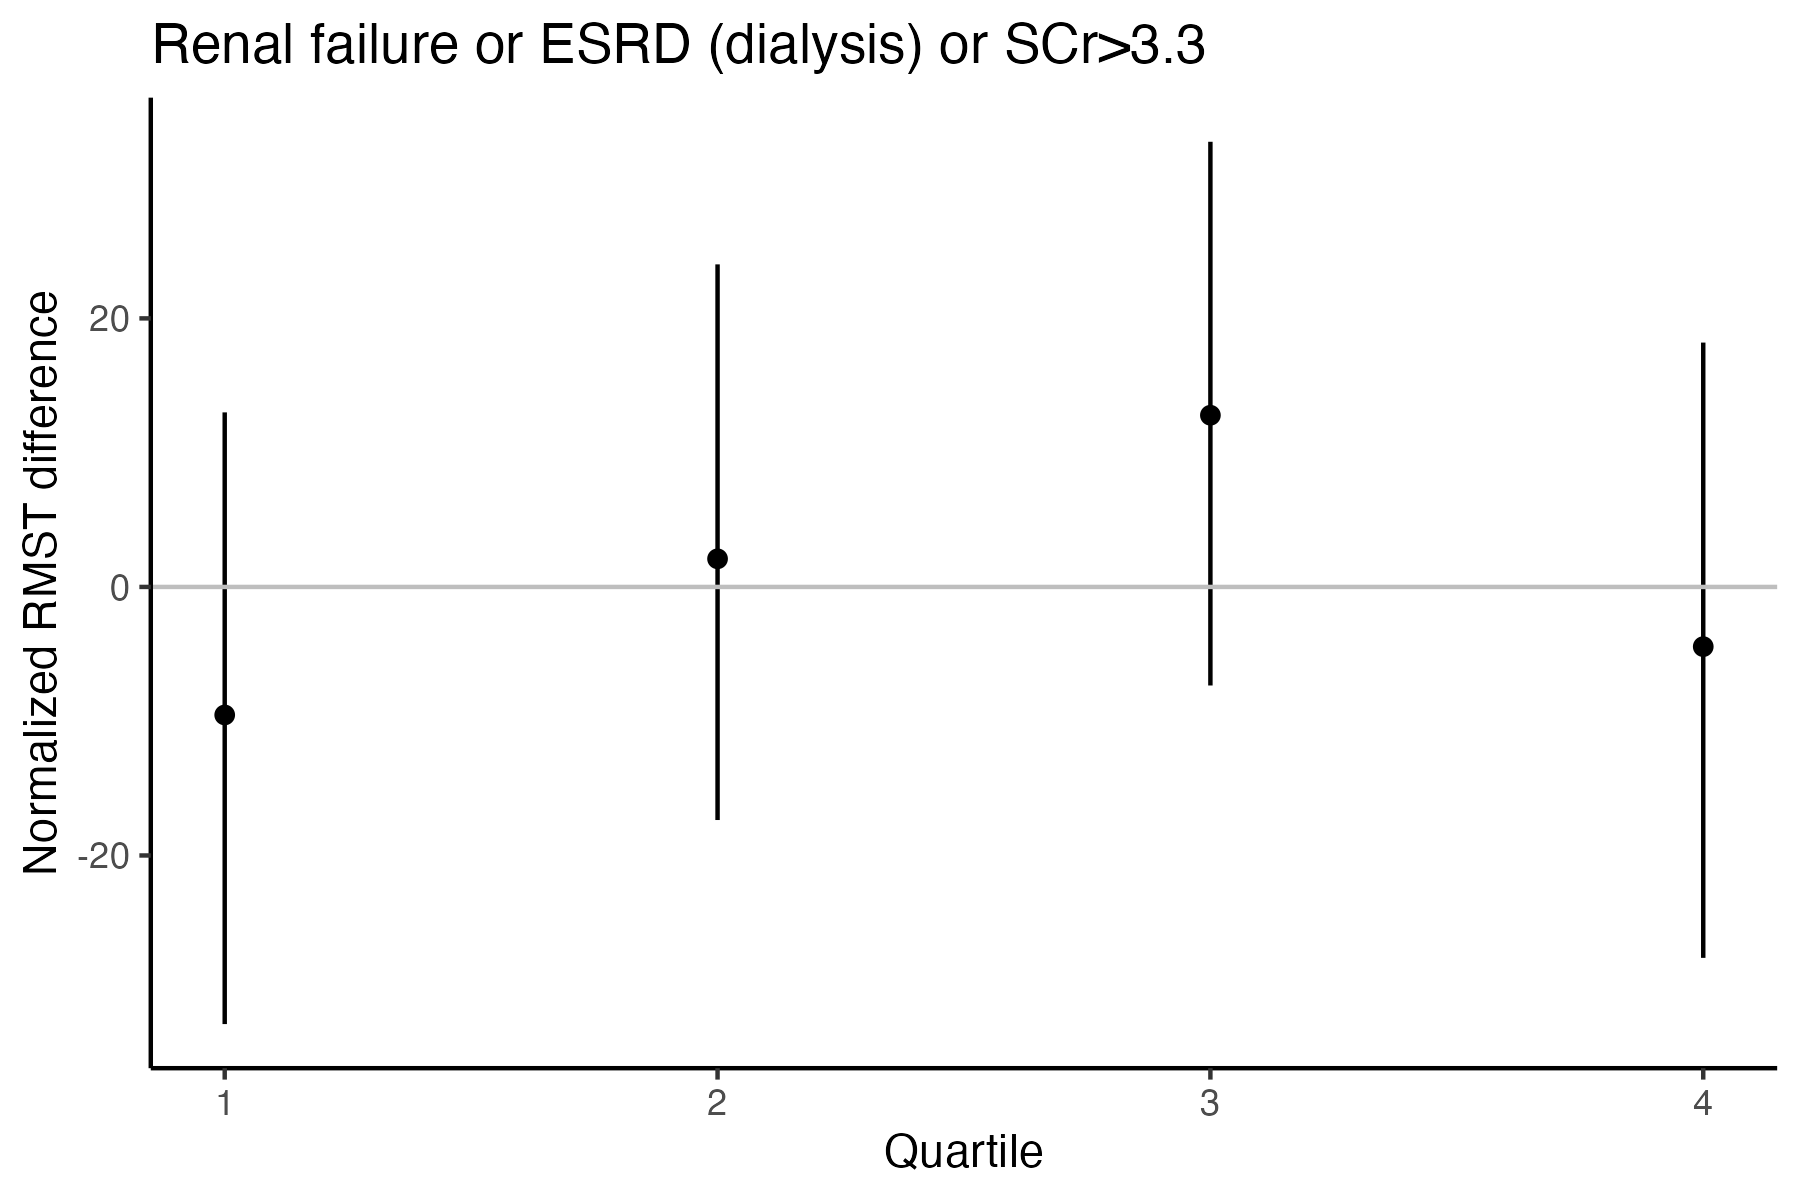 Renal failure or ESRD (dialysis) or SCr>3.3
Normalized RMST difference
20
0
-20
1 2 3 4
Quartile